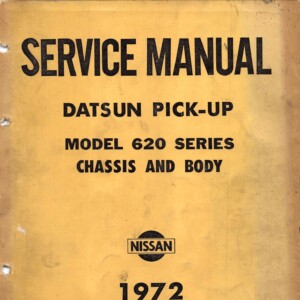 SERVICE MANUAL
DATSUN PICK-UP
MODEL 620 SERIES
CHASSIS AND BODY
NISSAN
1972